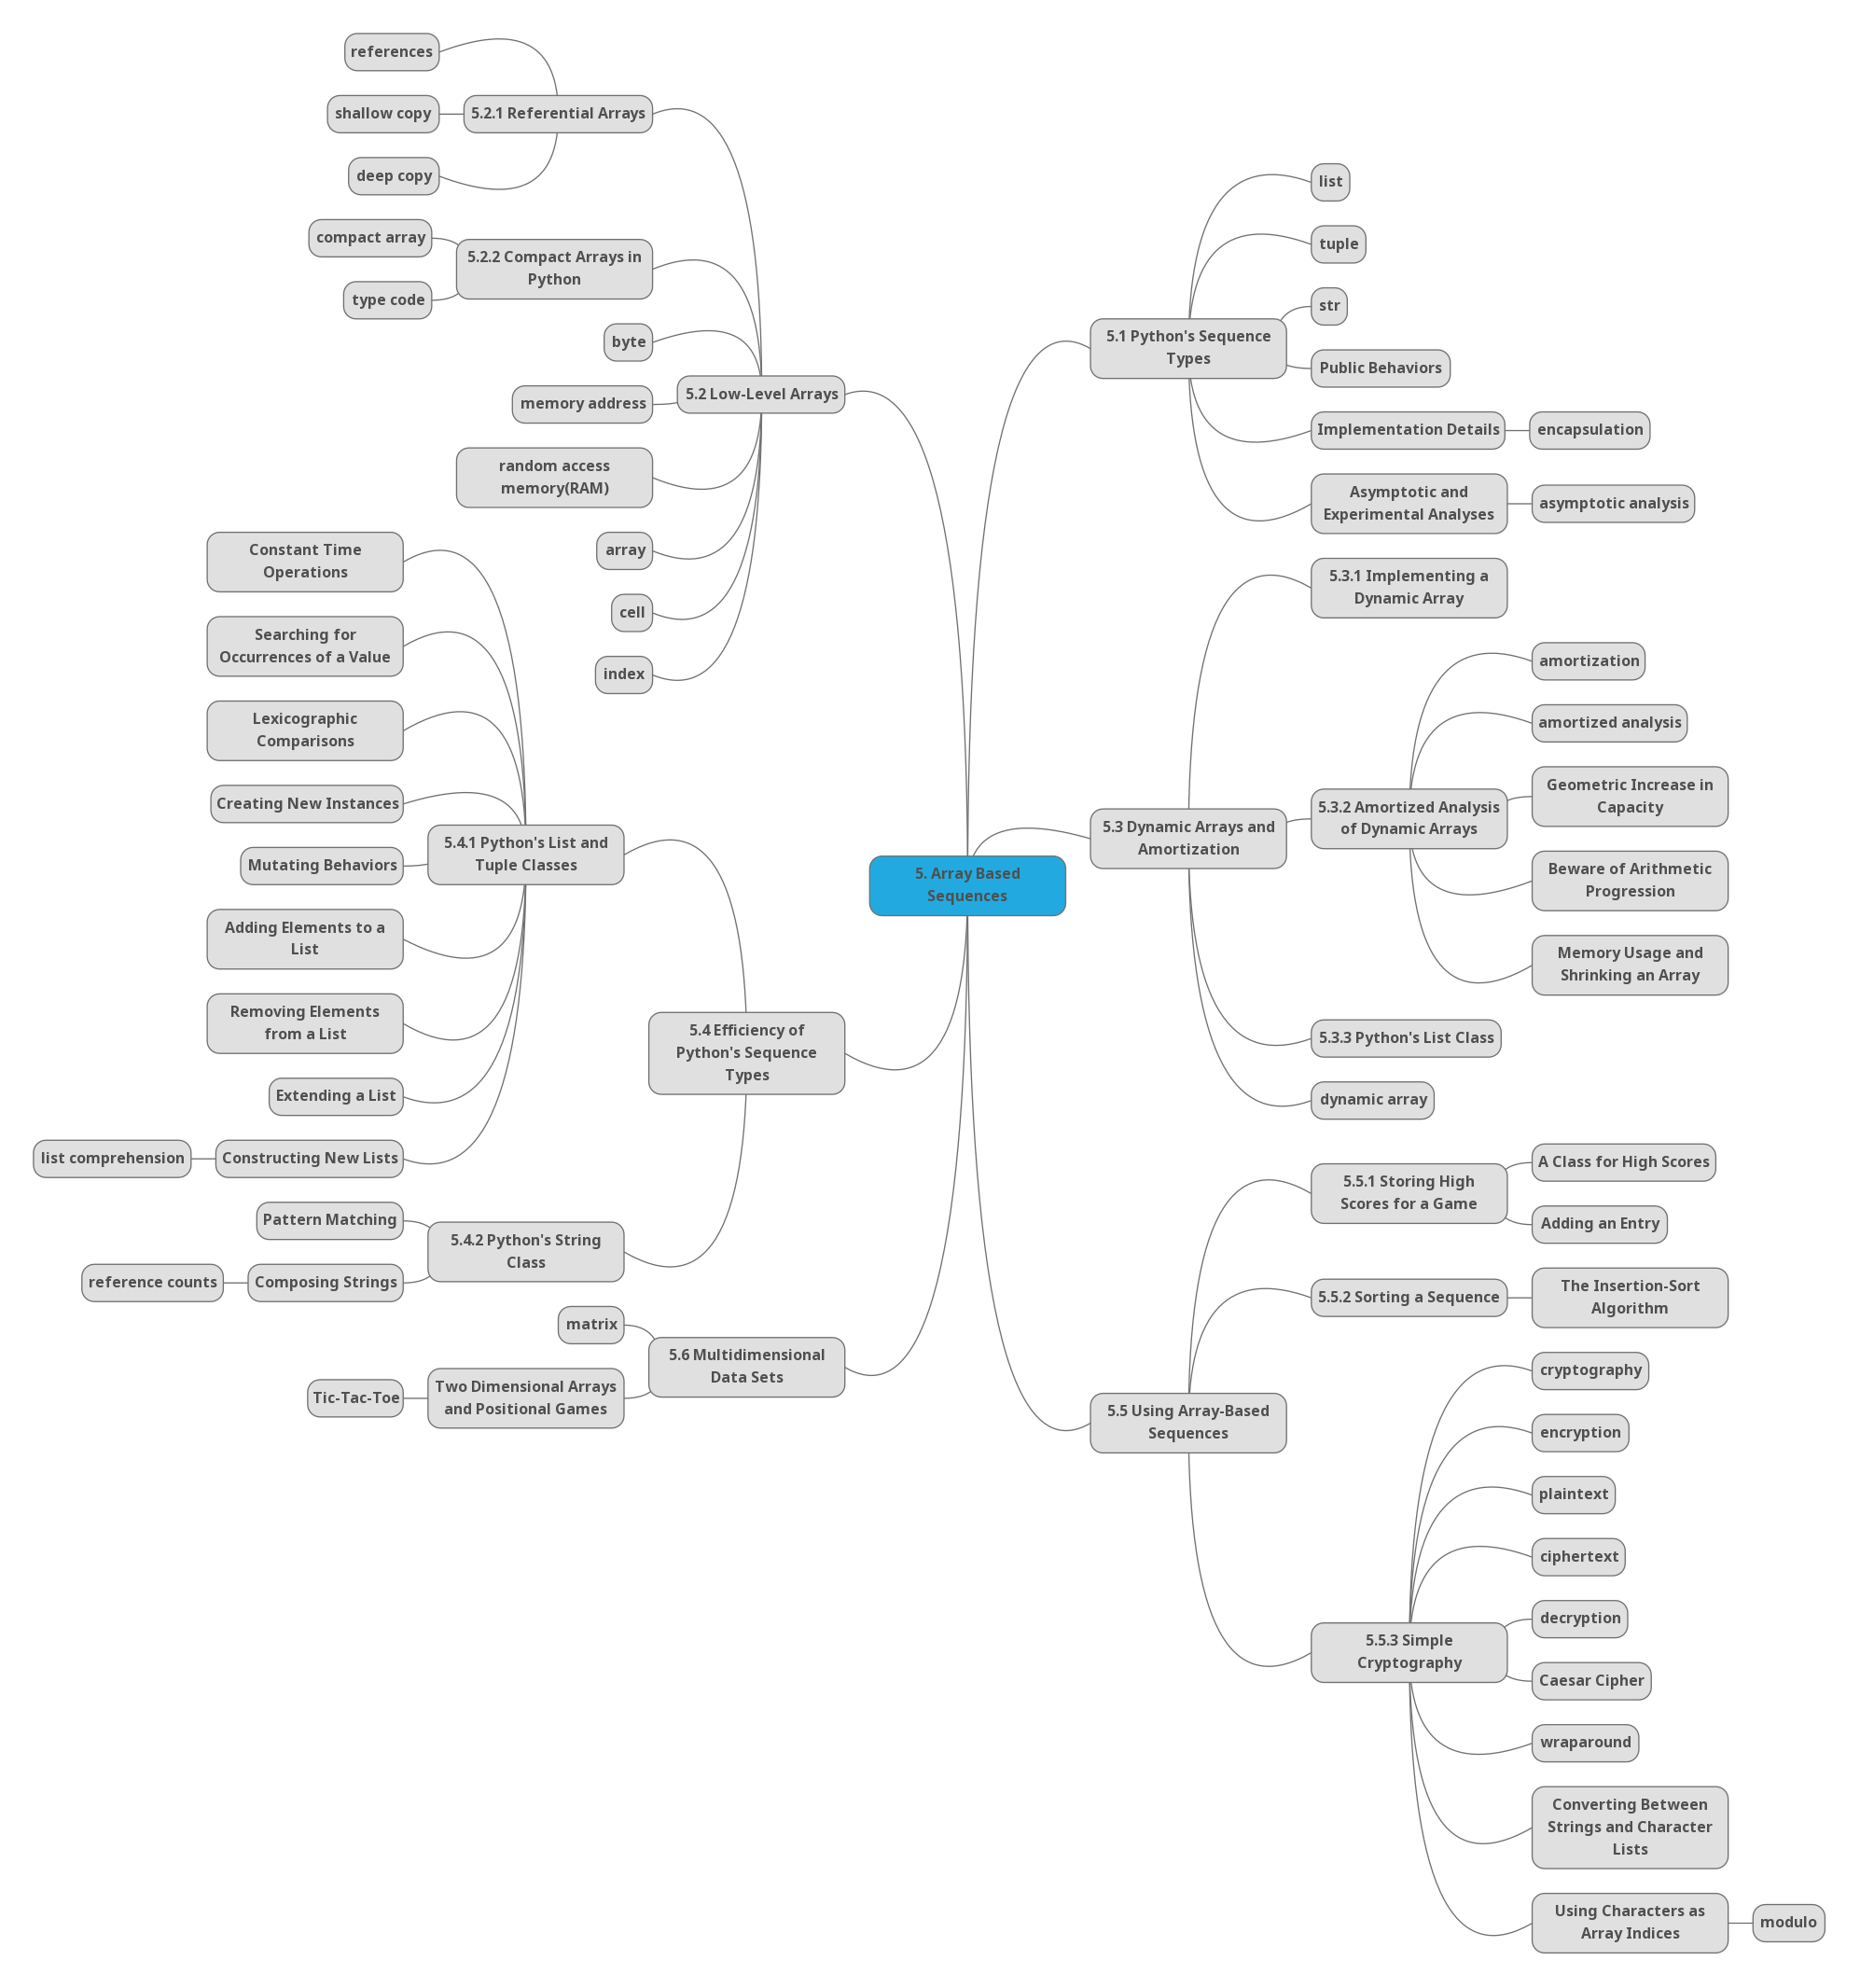 references
shallow copy
5.2.1 Referential Arrays
deep copy
compact array
5.2.2 Compact Arrays in
Python
type code
byte
5.2 Low-Level Arrays
memory address
random access
memory(RAM)
array
cell
index
Constant Time
Operations
Searching for
Occurrences of a Value
Lexicographic
Comparisons
Creating New Instances
5.4.1 Python's List and
Tuple Classes
Mutating Behaviors
Adding Elements to a
List
Removing Elements
from a List
Extending a List
list comprehension
Constructing New Lists
5.4 Efficiency of
Python's Sequence
Types
Pattern Matching
5.4.2 Python's String
Class
reference counts
Composing Strings
matrix
5.6 Multidimensional
Data Sets
Tic-Tac-Toe
Two Dimensional Arrays
and Positional Games
5. Array Based
Sequences
list
tuple
str
5.1 Python's Sequence
Types
Public Behaviors
Implementation Details
encapsulation
Asymptotic and
Experimental Analyses
asymptotic analysis
5.3.1 Implementing a
Dynamic Array
amortization
amortized analysis
Geometric Increase in
Capacity
5.3.2 Amortized Analysis
of Dynamic Arrays
5.3 Dynamic Arrays and
Amortization
Beware of Arithmetic
Progression
Memory Usage and
Shrinking an Array
5.3.3 Python's List Class
dynamic array
A Class for High Scores
5.5.1 Storing High
Scores for a Game
Adding an Entry
5.5.2 Sorting a Sequence
The Insertion-Sort
Algorithm
5.5 Using Array-Based
Sequences
cryptography
encryption
plaintext
ciphertext
decryption
5.5.3 Simple
Cryptography
Caesar Cipher
wraparound
Converting Between
Strings and Character
Lists
Using Characters as
Array Indices
modulo